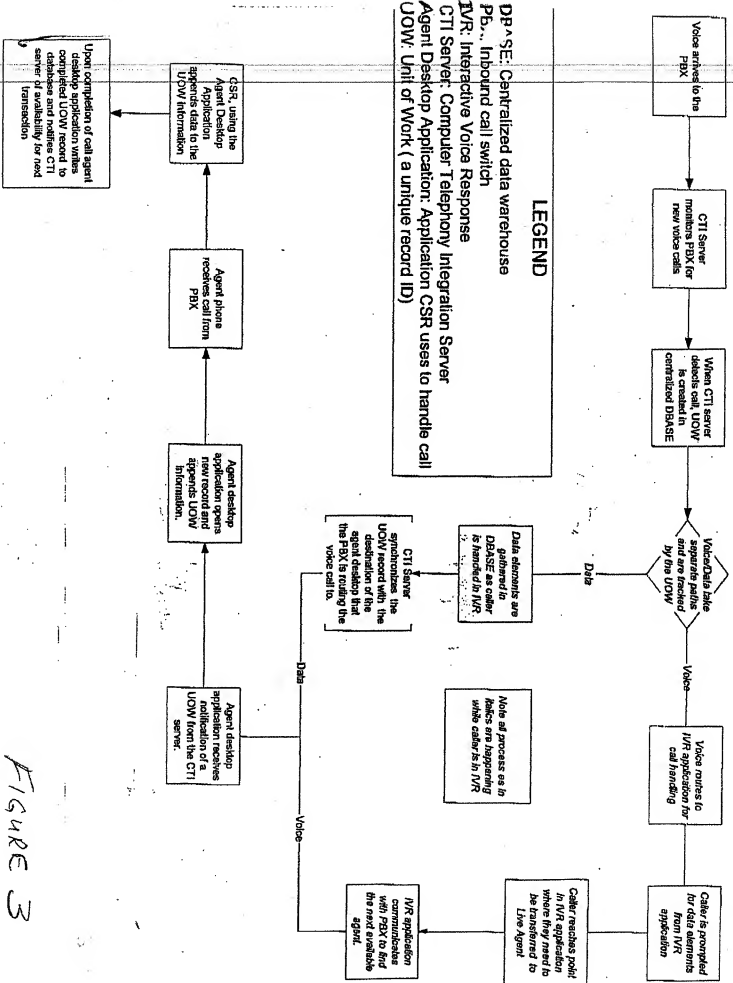 Voice arrives to the
PBX
CTI Server
monitors PBX for
new voice calls
When CTI server
detects call, UOW
is created in
centralized DBASE
Voice/Data take
separate paths
and are tracked
by the UOW
Voice
Voice routes to
IVR application for
call handling
Caller is prompted
for data elements
from IVR
application
Data
Data elements are
gathered in
DBASE as caller
is handled in IVR
Note all process es in
italics are happening
while caller is in IVR
Caller reaches point
in IVR application
where they need to
be transferred to
Live Agent
CTI Server
synchronizes the
UOW record with the
destination of the
agent desktop that
the PBX is routing the
voice call to.
IVR application
communicates
with PBX to find
the next available
agent.
Data
Voice
LEGEND
Centralized data warehouse
Inbound call switch
IVR: Interactive Voice Response
CTI Server: Computer Telephony Integration Server
Agent Desktop Application: Application CSR uses to handle call
UOW: Unit of Work ( a unique record ID)
Agent desktop
application receives
notification of a
UOW from the CTI
server.
Agent desktop
application opens
new record and
appends UOW
information.
Agent phone
receives call from
PBX
CSR, using the
Agent Desktop
Application
appends data to the
UOW information
Upon completion of call agent
desktop application writes
completed UOW record to
database and notifies CTI
server of availability for next
transaction
FIGURE 3